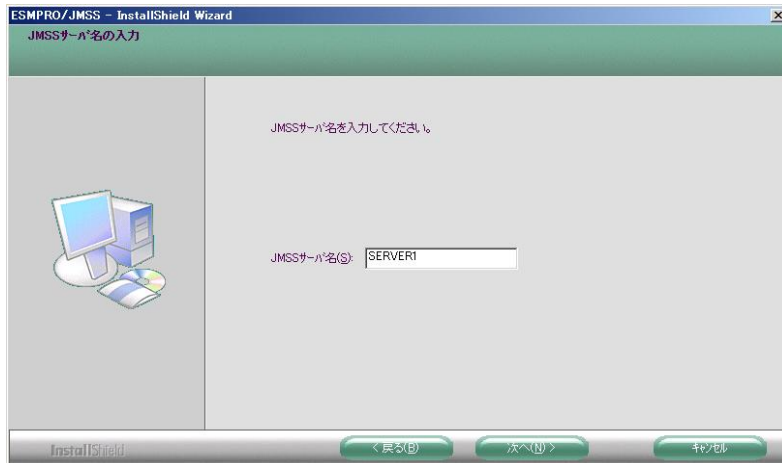 ESMPRO/JMSS - InstallShield Wizard
JMSSｻｰﾊﾞ名の入力
JMSSｻｰﾊﾞ名を入力してください。
JMSSｻｰﾊﾞ名(S): SERVER1
InstallShield
< 戻る(B)
次へ(N) >
ｷｬﾝｾﾙ